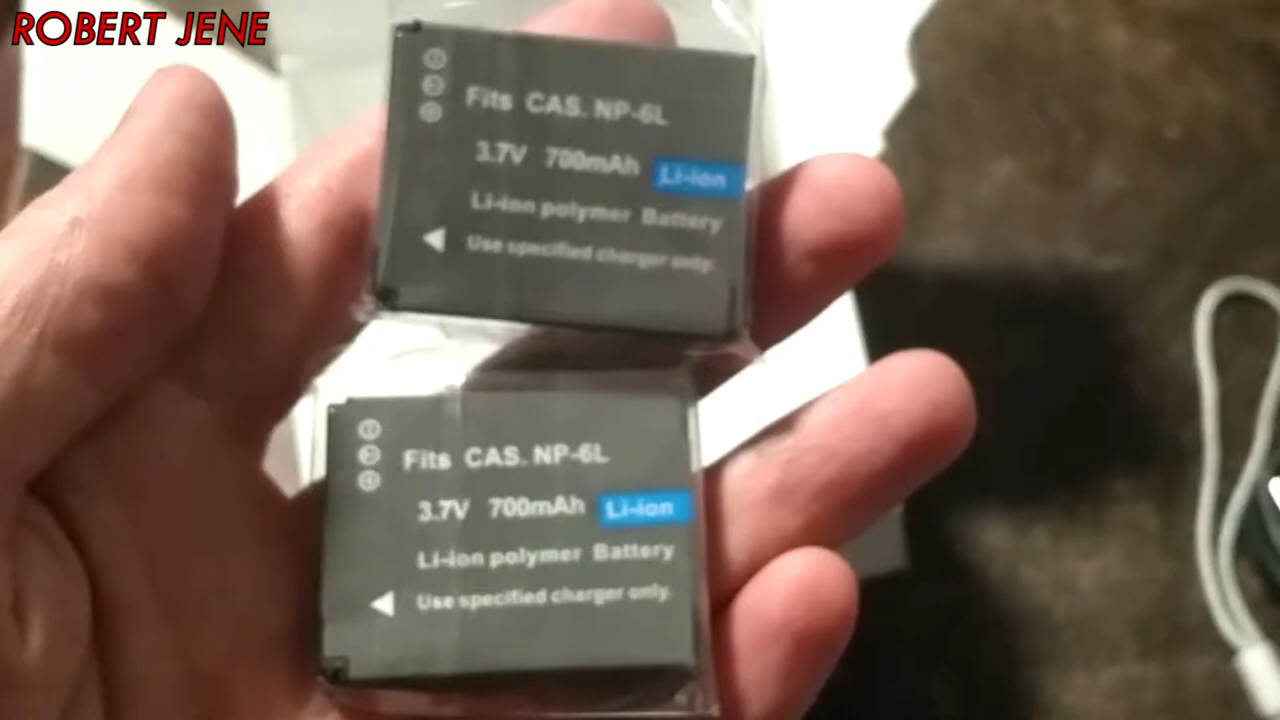 ROBERT JENE
Fits CAS. NP-6L
3.7V 700mAh Li-ion
Li-ion polymer Battery
Use specified charger only.
Fits CAS. NP-6L
3.7V 700mAh Li-ion
Li-ion polymer Battery
Use specified charger only.